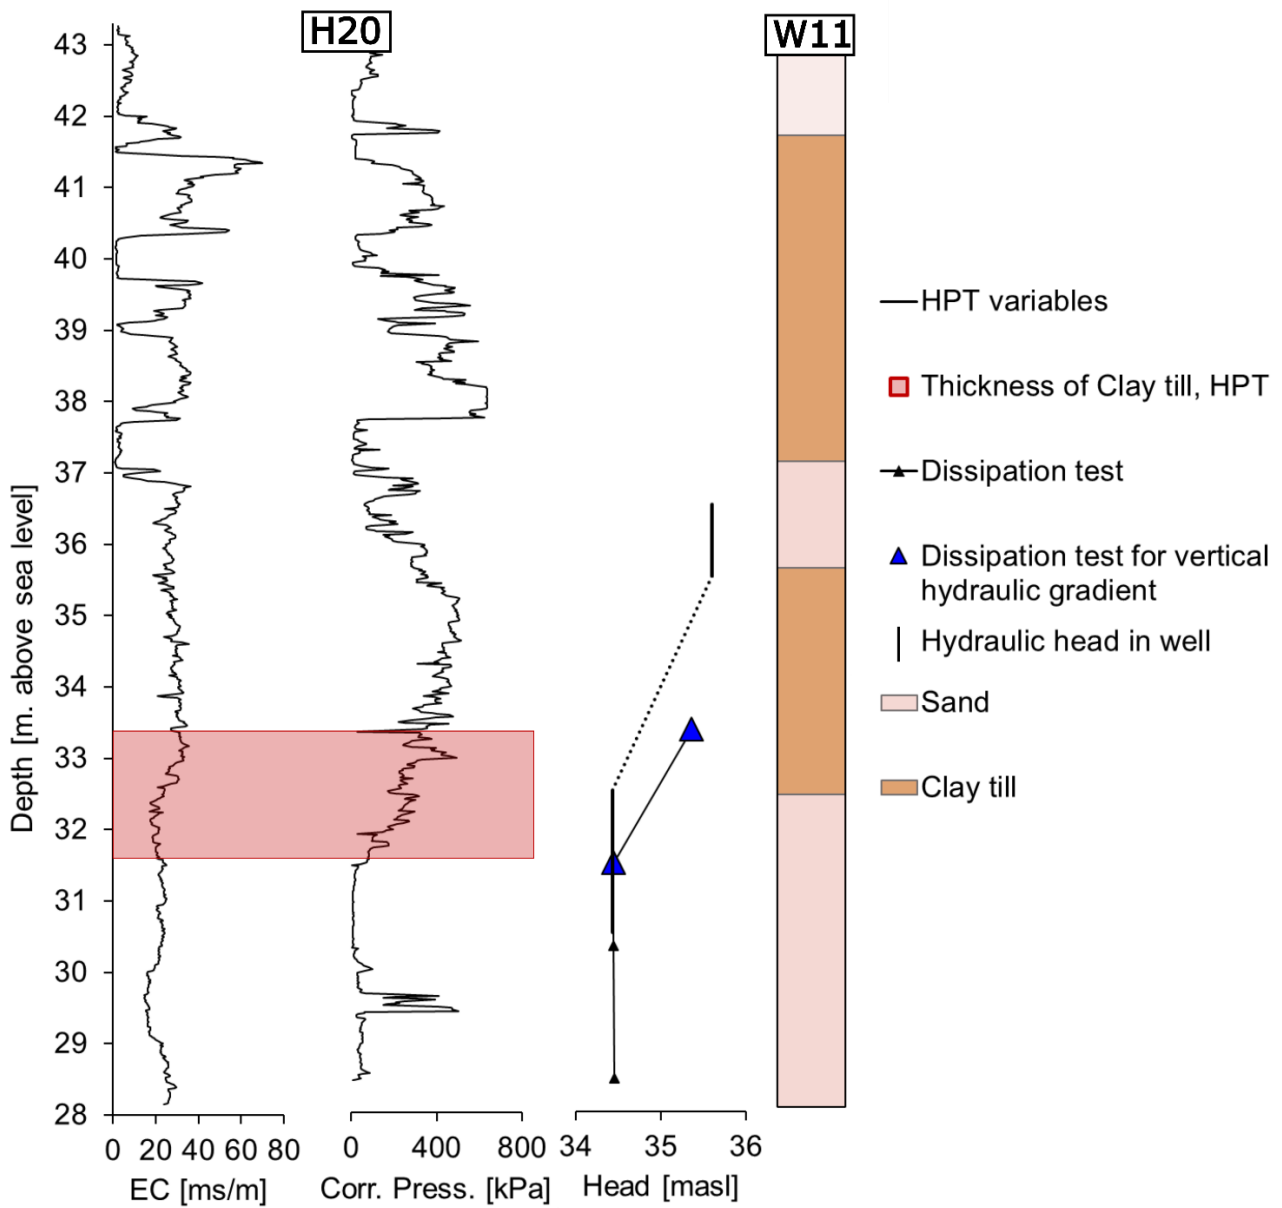 H20
W11
43
42
41
40
39
38
37
36
35
34
33
32
31
30
29
28
Depth [m. above sea level]
0 20 40 60 80
EC [ms/m]
0 400 800
Corr. Press. [kPa]
34 35 36
Head [masl]
HPT variables
Thickness of Clay till, HPT
Dissipation test
Dissipation test for vertical
hydraulic gradient
Hydraulic head in well
Sand
Clay till